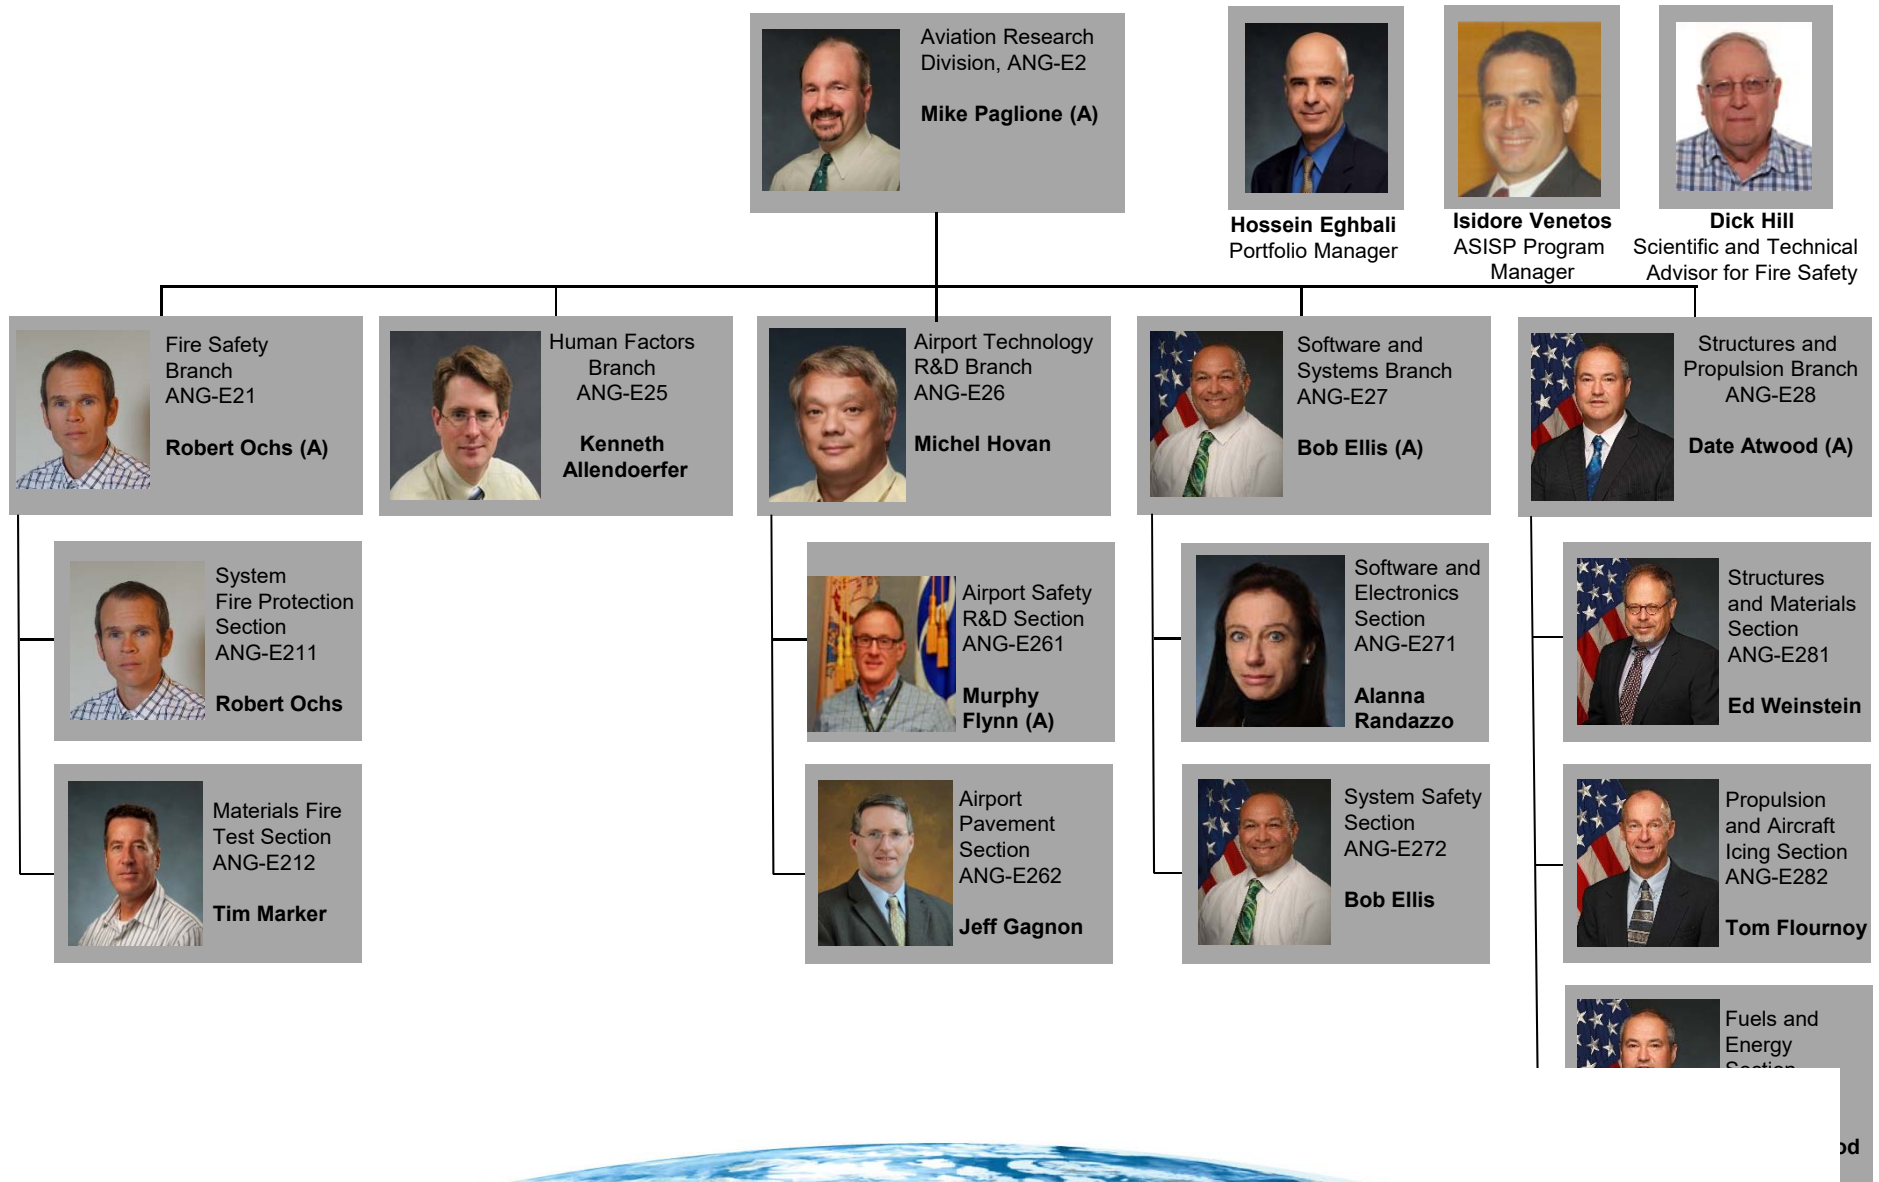 Aviation Research
Division, ANG-E2
Mike Paglione (A)
Hossein Eghbali
Portfolio Manager
Isidore Venetos
ASISP Program
Manager
Dick Hill
Scientific and Technical
Advisor for Fire Safety
Fire Safety
Branch
ANG-E21
Robert Ochs (A)
Human Factors
Branch
ANG-E25
Kenneth
Allendoerfer
Airport Technology
R&D Branch
ANG-E26
Michel Hovan
Software and
Systems Branch
ANG-E27
Bob Ellis (A)
Structures and
Propulsion Branch
ANG-E28
Date Atwood (A)
System
Fire Protection
Section
ANG-E211
Robert Ochs
Airport Safety
R&D Section
ANG-E261
Murphy
Flynn (A)
Software and
Electronics
Section
ANG-E271
Alanna
Randazzo
Structures
and Materials
Section
ANG-E281
Ed Weinstein
Materials Fire
Test Section
ANG-E212
Tim Marker
Airport
Pavement
Section
ANG-E262
Jeff Gagnon
System Safety
Section
ANG-E272
Bob Ellis
Propulsion
and Aircraft
Icing Section
ANG-E282
Tom Flournoy
Fuels and
Energy
Section